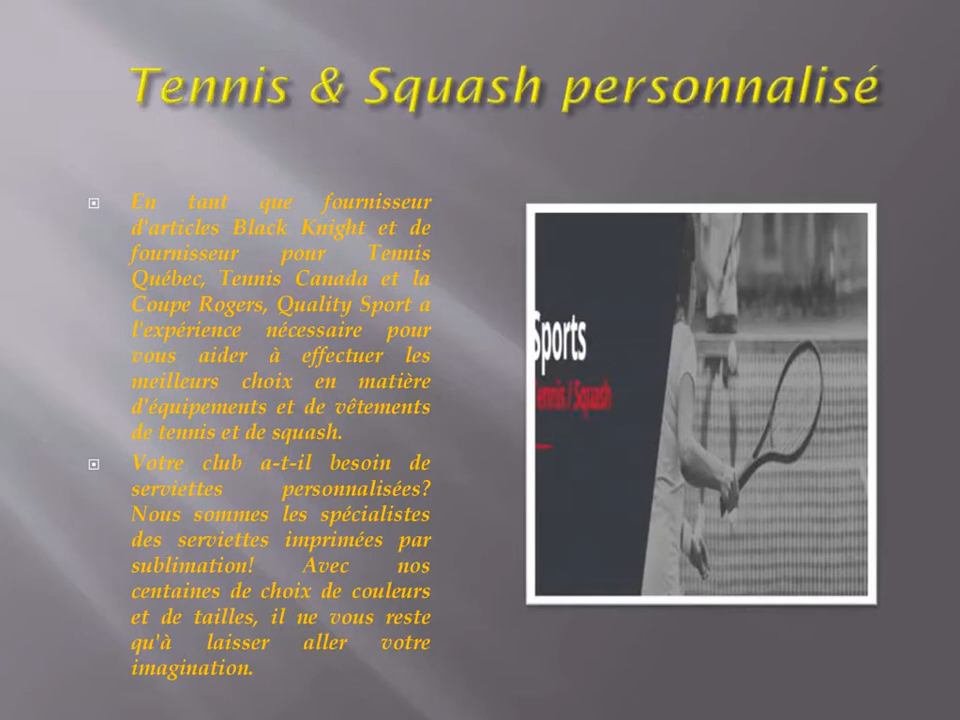 Tennis & Squash personnalisé
En tant que fournisseur
d'articles Black Knight et de
fournisseur pour Tennis
Québec, Tennis Canada et la
Coupe Rogers, Quality Sport a
l'expérience nécessaire pour
vous aider à effectuer les
meilleurs choix en matière
d'équipements et de vêtements
de tennis et de squash.
Votre club a-t-il besoin de
serviettes personnalisées?
Nous sommes les spécialistes
des serviettes imprimées par
sublimation! Avec nos
centaines de choix de couleurs
et de tailles, il ne vous reste
qu'à laisser aller votre
imagination.
Sports
Tennis / Squash